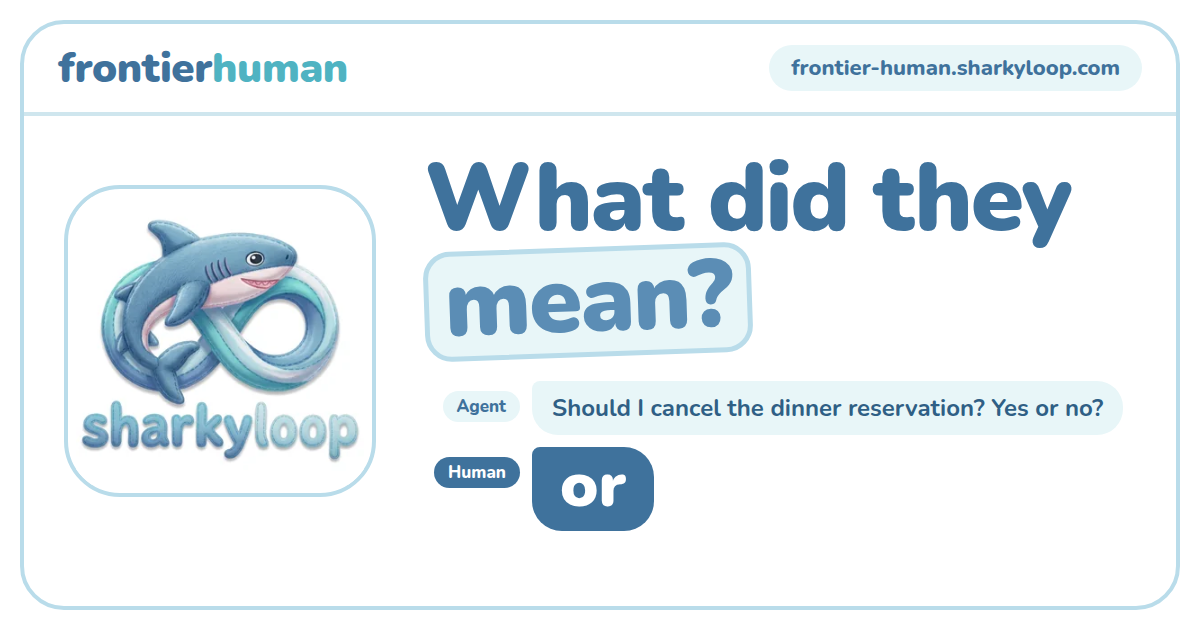 frontierhuman
frontier-human.sharkyloop.com
sharkyloop
What did they
mean?
Agent
Should I cancel the dinner reservation? Yes or no?
Human
or